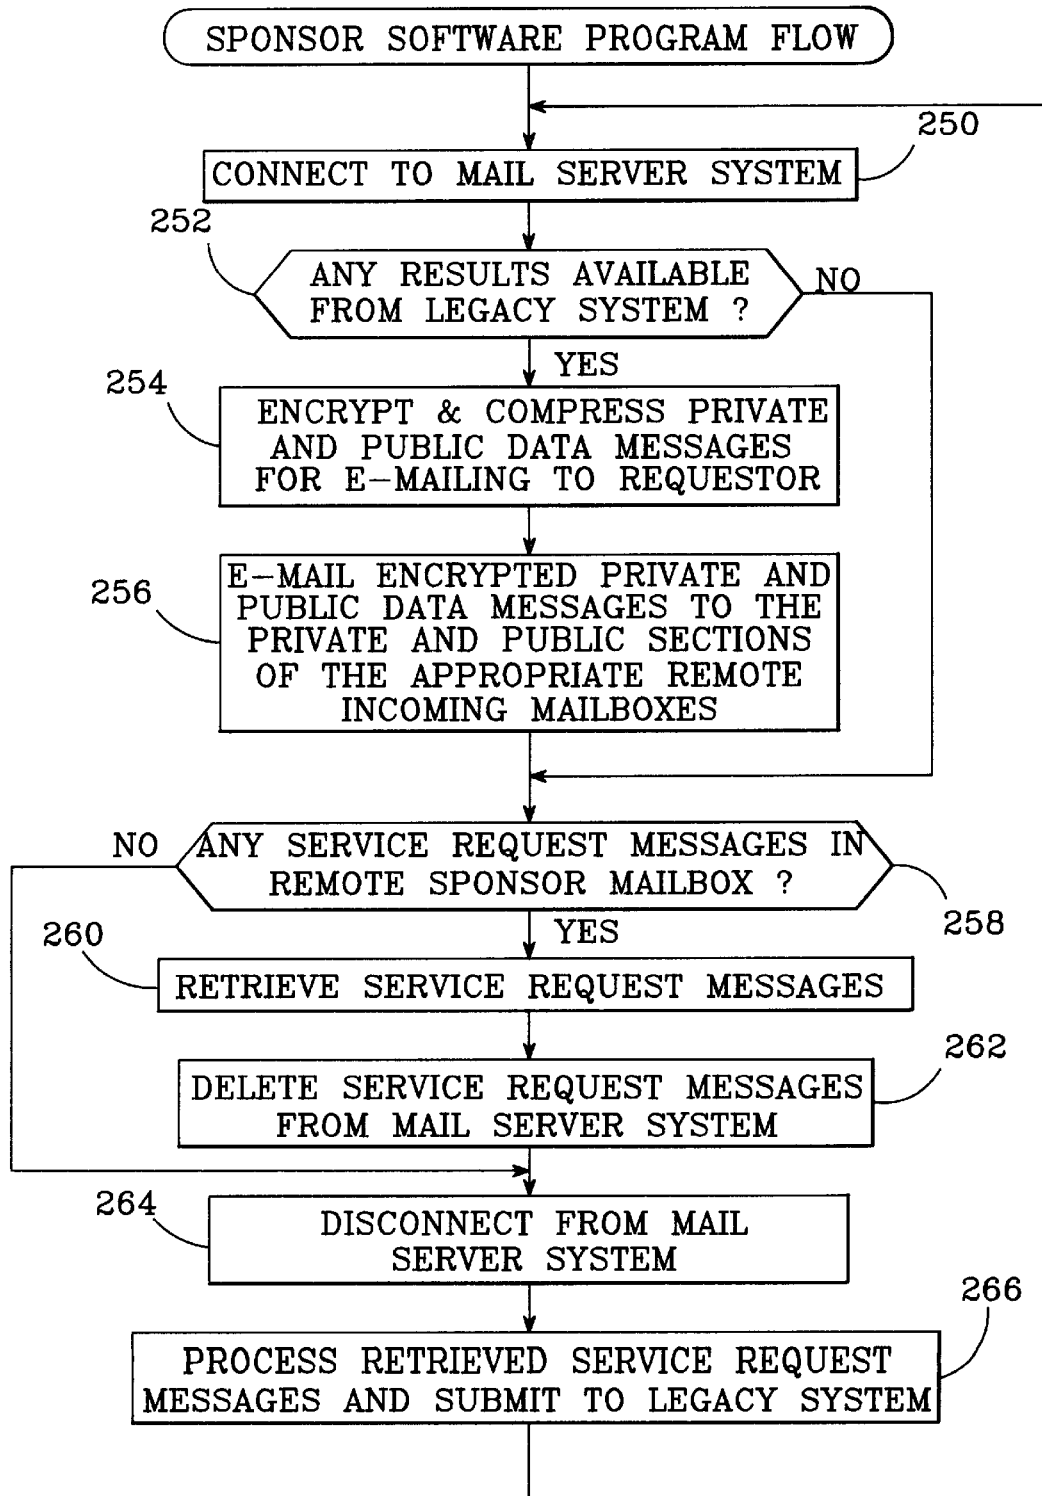 SPONSOR SOFTWARE PROGRAM FLOW
250
CONNECT TO MAIL SERVER SYSTEM
252
ANY RESULTS AVAILABLE
FROM LEGACY SYSTEM ?
NO
YES
254
ENCRYPT & COMPRESS PRIVATE
AND PUBLIC DATA MESSAGES
FOR E-MAILING TO REQUESTOR
256
E-MAIL ENCRYPTED PRIVATE AND
PUBLIC DATA MESSAGES TO THE
PRIVATE AND PUBLIC SECTIONS
OF THE APPROPRIATE REMOTE
INCOMING MAILBOXES
NO
ANY SERVICE REQUEST MESSAGES IN
REMOTE SPONSOR MAILBOX ?
258
YES
260
RETRIEVE SERVICE REQUEST MESSAGES
262
DELETE SERVICE REQUEST MESSAGES
FROM MAIL SERVER SYSTEM
264
DISCONNECT FROM MAIL
SERVER SYSTEM
266
PROCESS RETRIEVED SERVICE REQUEST
MESSAGES AND SUBMIT TO LEGACY SYSTEM